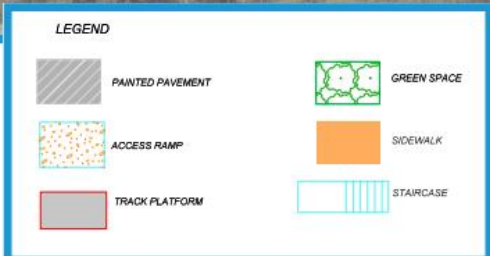 LEGEND
PAINTED PAVEMENT
GREEN SPACE
ACCESS RAMP
SIDEWALK
TRACK PLATFORM
STAIRCASE